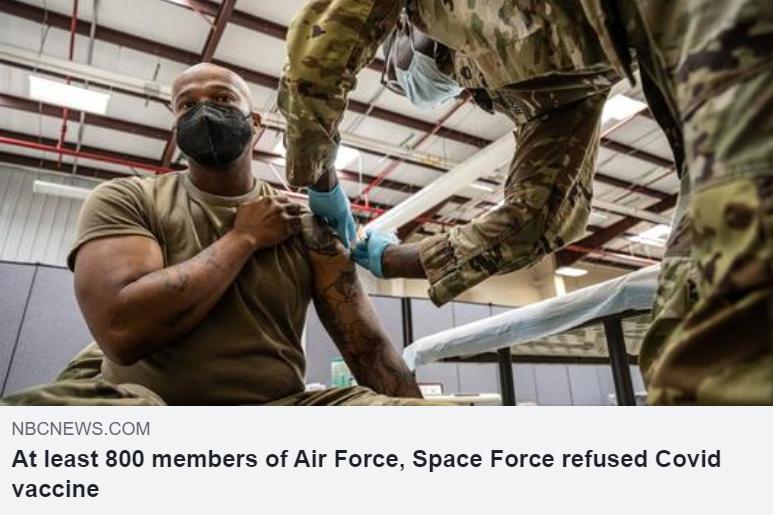 NBCNEWS.COM
At least 800 members of Air Force, Space Force refused Covid
vaccine